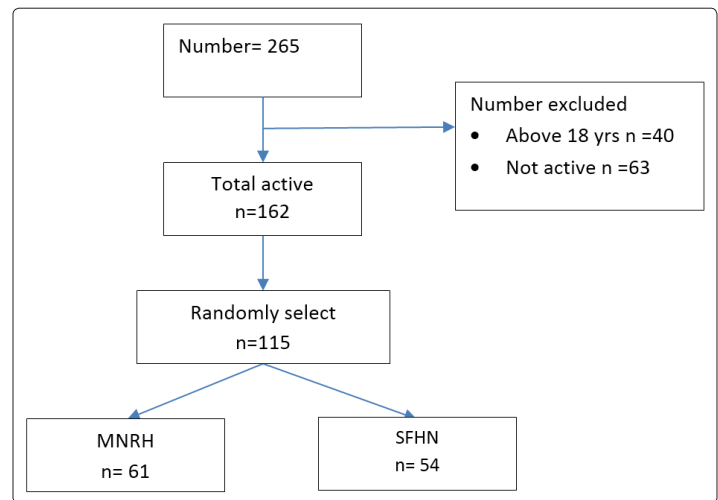 Number= 265
Number excluded
• Above 18 yrs n =40
• Not active n =63
Total active
n=162
Randomly select
n=115
MNRH
n= 61
SFHN
n= 54